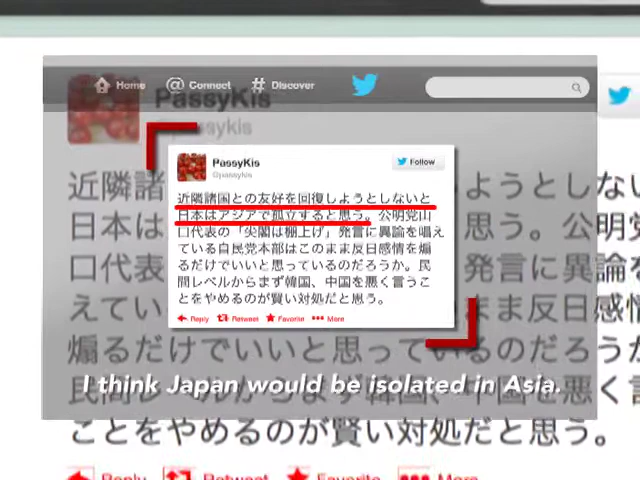 Home @ Connect # Discover
PassyKis
@passykis
PassyKis
@passykis
Follow
近隣諸国との友好を回復しようとしないと
日本はアジアで孤立すると思う。公明党山
口代表の「尖閣は棚上げ」発言に異論を唱え
ている自民党本部はこのまま反日感情を煽
るだけでいいと思っているのだろうか。民
間レベルからまず韓国、中国を悪く言うこ
とをやめるのが賢い対処だと思う。
Reply Retweet Favorite More
I think Japan would be isolated in Asia.
近隣諸 ようとしない
日本は 思う。公明
口代表 発言に異論を
えてい まま反日感情
煽るだけでいいと思っているのだろうか
民間レベルからまず韓国、中国を悪く言
ことをやめるのが賢い対処だと思う。
Reply Retweet Favorite More